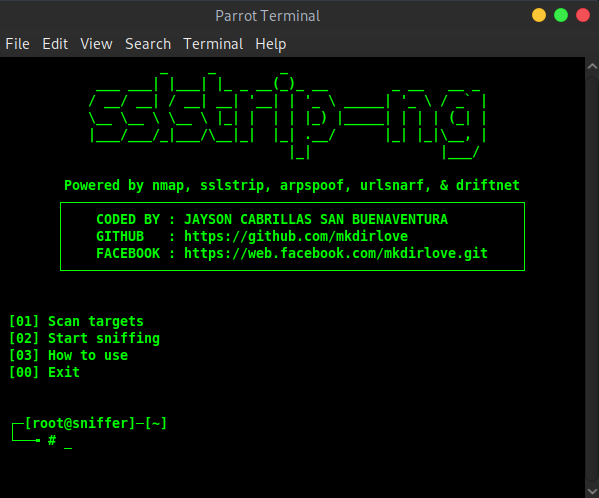 Parrot Terminal
File Edit View Search Terminal Help
sslstrip-ng
Powered by nmap, sslstrip, arpspoof, urlsnarf, & driftnet
CODED BY : JAYSON CABRILLAS SAN BUENAVENTURA
GITHUB : https://github.com/mkdirlove
FACEBOOK : https://web.facebook.com/mkdirlove.git
[01] Scan targets
[02] Start sniffing
[03] How to use
[00] Exit
┌─[root@sniffer]─[~]
└──╼ # _